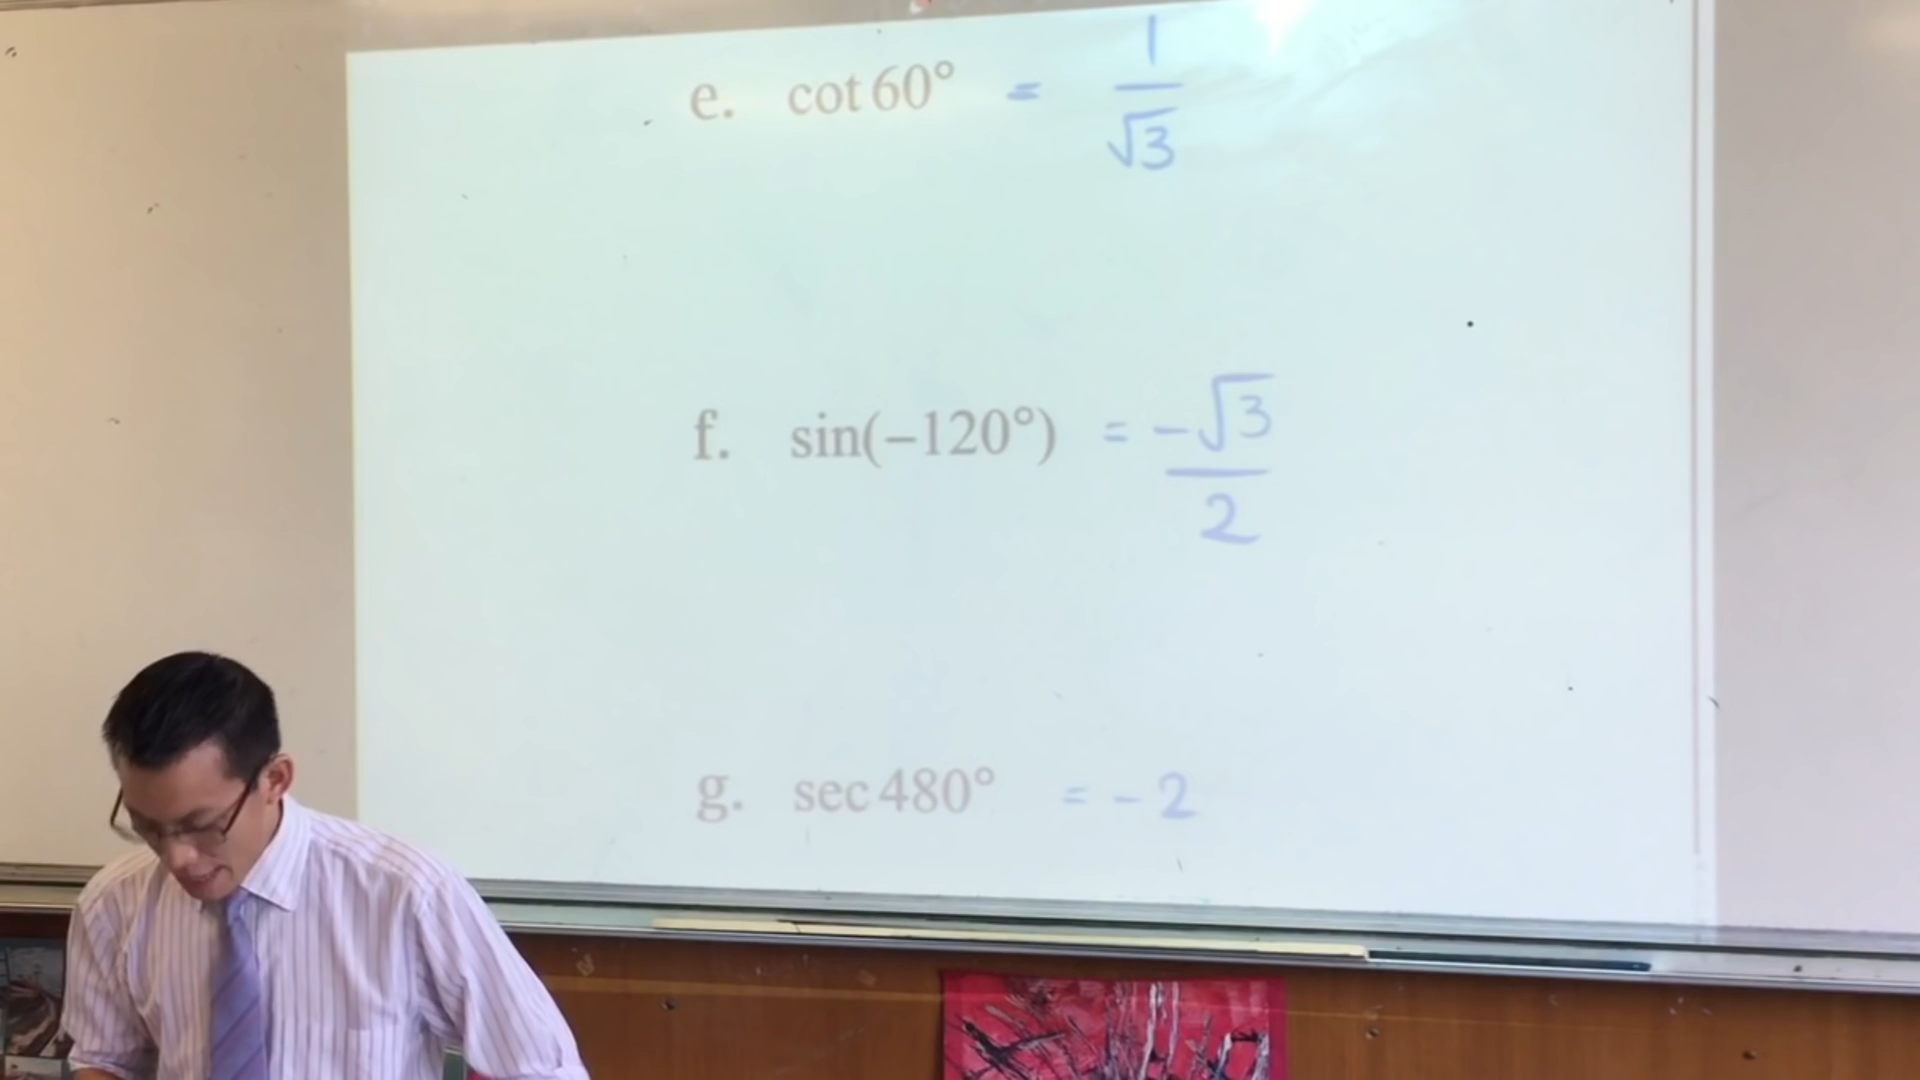 e. cot 60° = 1/√3
f. sin(−120°) = −√3/2
g. sec 480° = −2